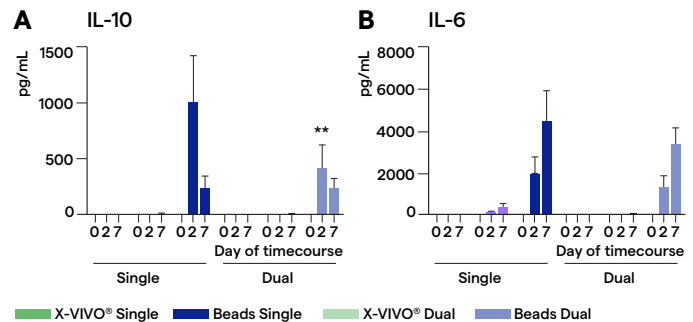 A IL-10
pg/mL
1500
1000
500
0
**
0 2 7 0 2 7 0 2 7 0 2 7 0 2 7 0 2 7
Day of timecourse
Single Dual
B IL-6
pg/mL
8000
6000
4000
2000
0
0 2 7 0 2 7 0 2 7 0 2 7 0 2 7 0 2 7
Day of timecourse
Single Dual
X-VIVO® Single Beads Single X-VIVO® Dual Beads Dual